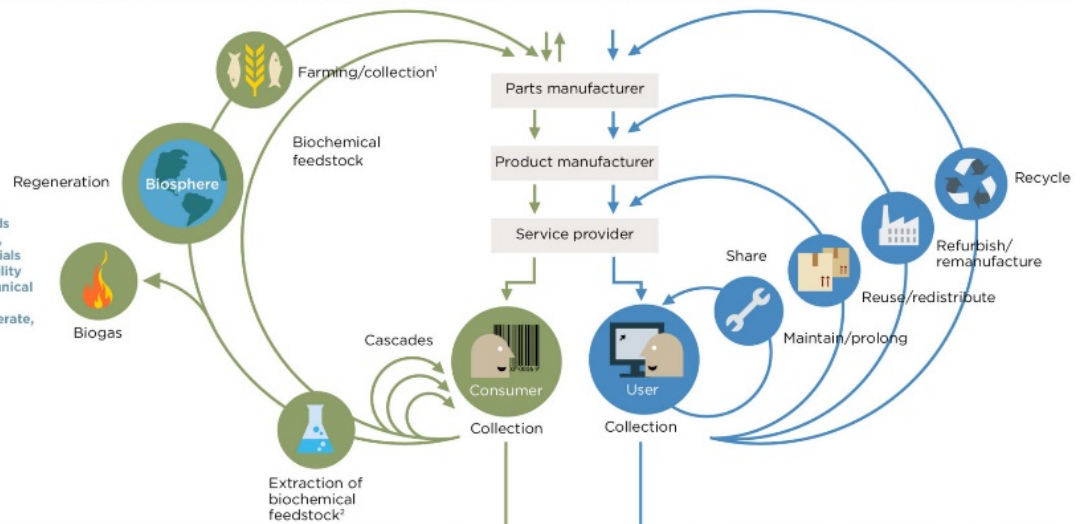 Farming/collection¹
Parts manufacturer
Biochemical
feedstock
Product manufacturer
Regeneration
Biosphere
Recycle
Service provider
Refurbish/
remanufacture
Share
Reuse/redistribute
Biogas
Maintain/prolong
Cascades
Consumer
User
Collection
Collection
Extraction of
biochemical
feedstock²